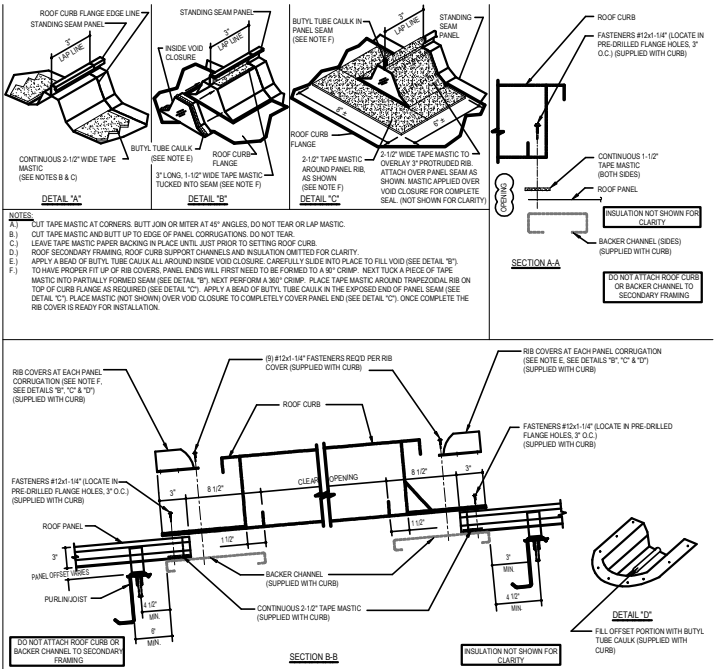 ROOF CURB FLANGE EDGE LINE
STANDING SEAM PANEL
3"
LAP LINE
CONTINUOUS 2-1/2" WIDE TAPE
MASTIC
(SEE NOTES B & C)
DETAIL "A"
STANDING SEAM PANEL
INSIDE VOID
CLOSURE
3"
LAP LINE
BUTYL TUBE CAULK
(SEE NOTE E)
ROOF CURB
FLANGE
3" LONG, 1-1/2" WIDE TAPE MASTIC
TUCKED INTO SEAM (SEE NOTE F)
DETAIL "B"
BUTYL TUBE CAULK IN
PANEL SEAM
(SEE NOTE F)
STANDING
SEAM
PANEL
3"
LAP LINE
6" ±
6" ±
ROOF CURB
FLANGE
2-1/2" TAPE MASTIC
AROUND PANEL RIB,
AS SHOWN
(SEE NOTE F)
2-1/2" WIDE TAPE MASTIC TO
OVERLAY 3" PROTRUDED RIB.
ATTACH OVER PANEL SEAM AS
SHOWN. MASTIC APPLIED OVER
VOID CLOSURE FOR COMPLETE
SEAL. (NOT SHOWN FOR CLARITY)
DETAIL "C"
ROOF CURB
FASTENERS #12x1-1/4" (LOCATE IN
PRE-DRILLED FLANGE HOLES, 3"
O.C.) (SUPPLIED WITH CURB)
CONTINUOUS 1-1/2"
TAPE MASTIC
(BOTH SIDES)
ROOF PANEL
OPENING
INSULATION NOT SHOWN FOR
CLARITY
BACKER CHANNEL (SIDES)
(SUPPLIED WITH CURB)
SECTION A-A
DO NOT ATTACH ROOF CURB
OR BACKER CHANNEL TO
SECONDARY FRAMING
NOTES:
A.) CUT TAPE MASTIC AT CORNERS. BUTT JOIN OR MITER AT 45° ANGLES, DO NOT TEAR OR LAP MASTIC.
B.) CUT TAPE MASTIC AND BUTT UP TO EDGE OF PANEL CORRUGATIONS. DO NOT TEAR.
C.) LEAVE TAPE MASTIC PAPER BACKING IN PLACE UNTIL JUST PRIOR TO SETTING ROOF CURB.
D.) ROOF SECONDARY FRAMING, ROOF CURB SUPPORT CHANNELS AND INSULATION OMITTED FOR CLARITY.
E.) APPLY A BEAD OF BUTYL TUBE CAULK ALL AROUND INSIDE VOID CLOSURE. CAREFULLY SLIDE INTO PLACE TO FILL VOID (SEE DETAIL "B").
F.) TO HAVE PROPER FIT UP OF RIB COVERS, PANEL ENDS WILL FIRST NEED TO BE FORMED TO A 90° CRIMP. NEXT TUCK A PIECE OF TAPE
MASTIC INTO PARTIALLY FORMED SEAM (SEE DETAIL "B"). NEXT PERFORM A 360° CRIMP. PLACE TAPE MASTIC AROUND TRAPEZOIDAL RIB ON
TOP OF CURB FLANGE AS REQUIRED (SEE DETAIL "C"). APPLY A BEAD OF BUTYL TUBE CAULK IN THE EXPOSED END OF PANEL SEAM (SEE
DETAIL "C"). PLACE MASTIC (NOT SHOWN) OVER VOID CLOSURE TO COMPLETELY COVER PANEL END (SEE DETAIL "C"). ONCE COMPLETE THE
RIB COVER IS READY FOR INSTALLATION.
RIB COVERS AT EACH PANEL
CORRUGATION (SEE NOTE F,
SEE DETAILS "B", "C" & "D")
(SUPPLIED WITH CURB)
(9) #12x1-1/4" FASTENERS REQ'D PER RIB
COVER (SUPPLIED WITH CURB)
RIB COVERS AT EACH PANEL CORRUGATION
(SEE NOTE E, SEE DETAILS "B", "C" & "D")
(SUPPLIED WITH CURB)
ROOF CURB
FASTENERS #12x1-1/4" (LOCATE IN PRE-DRILLED
FLANGE HOLES, 3" O.C.)
(SUPPLIED WITH CURB)
FASTENERS #12x1-1/4" (LOCATE IN
PRE-DRILLED FLANGE HOLES, 3" O.C.)
(SUPPLIED WITH CURB)
3"
8 1/2"
CLEAR OPENING
8 1/2"
3"
ROOF PANEL
1 1/2"
1 1/2"
3"
PANEL OFFSET VARIES
PURLIN/JOIST
BACKER CHANNEL
(SUPPLIED WITH CURB)
CONTINUOUS 2-1/2" TAPE MASTIC
(SUPPLIED WITH CURB)
4 1/2"
MIN.
6"
MIN.
3"
MIN.
4 1/2"
MIN.
DETAIL "D"
FILL OFFSET PORTION WITH BUTYL
TUBE CAULK (SUPPLIED WITH
CURB)
DO NOT ATTACH ROOF CURB OR
BACKER CHANNEL TO SECONDARY
FRAMING
SECTION B-B
INSULATION NOT SHOWN FOR
CLARITY